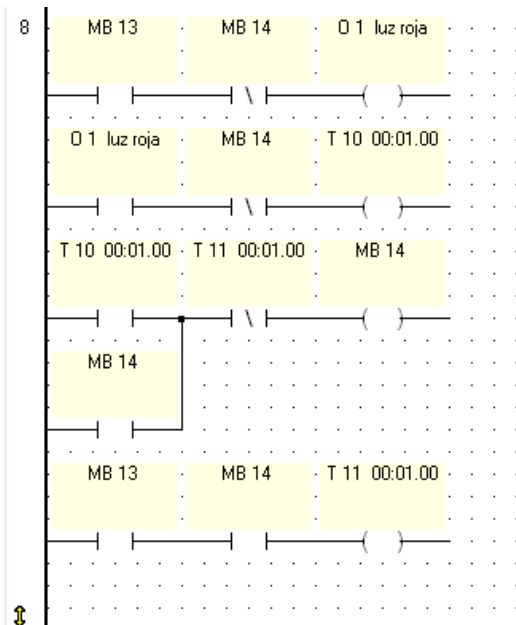 8
MB 13 MB 14 O 1 luz roja
O 1 luz roja MB 14 T 10 00:01.00
T 10 00:01.00 T 11 00:01.00 MB 14
MB 14
MB 13 MB 14 T 11 00:01.00